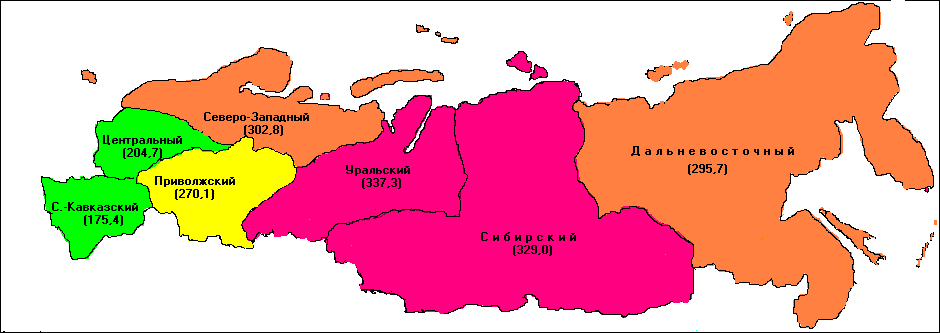 Северо-Западный
(302,8)
Центральный
(204,7)
Дальневосточный
(295,7)
Уральский
(337,3)
Приволжский
(270,1)
С.-Кавказский
(175,4)
Сибирский
(329,0)